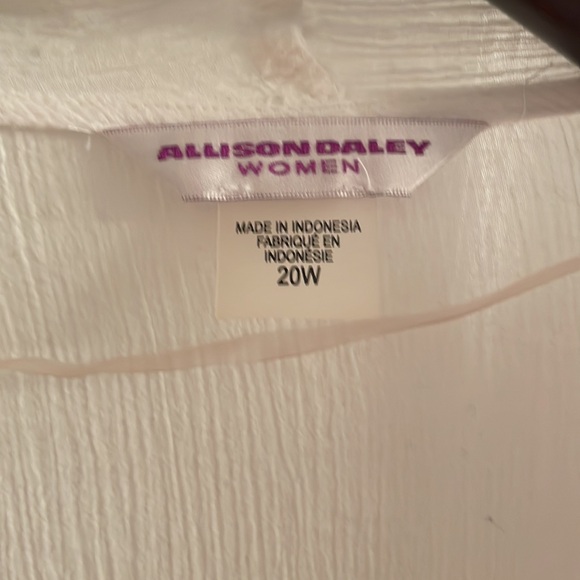 ALLISON DALEY
WOMEN
MADE IN INDONESIA
FABRIQUÉ EN
INDONÉSIE
20W